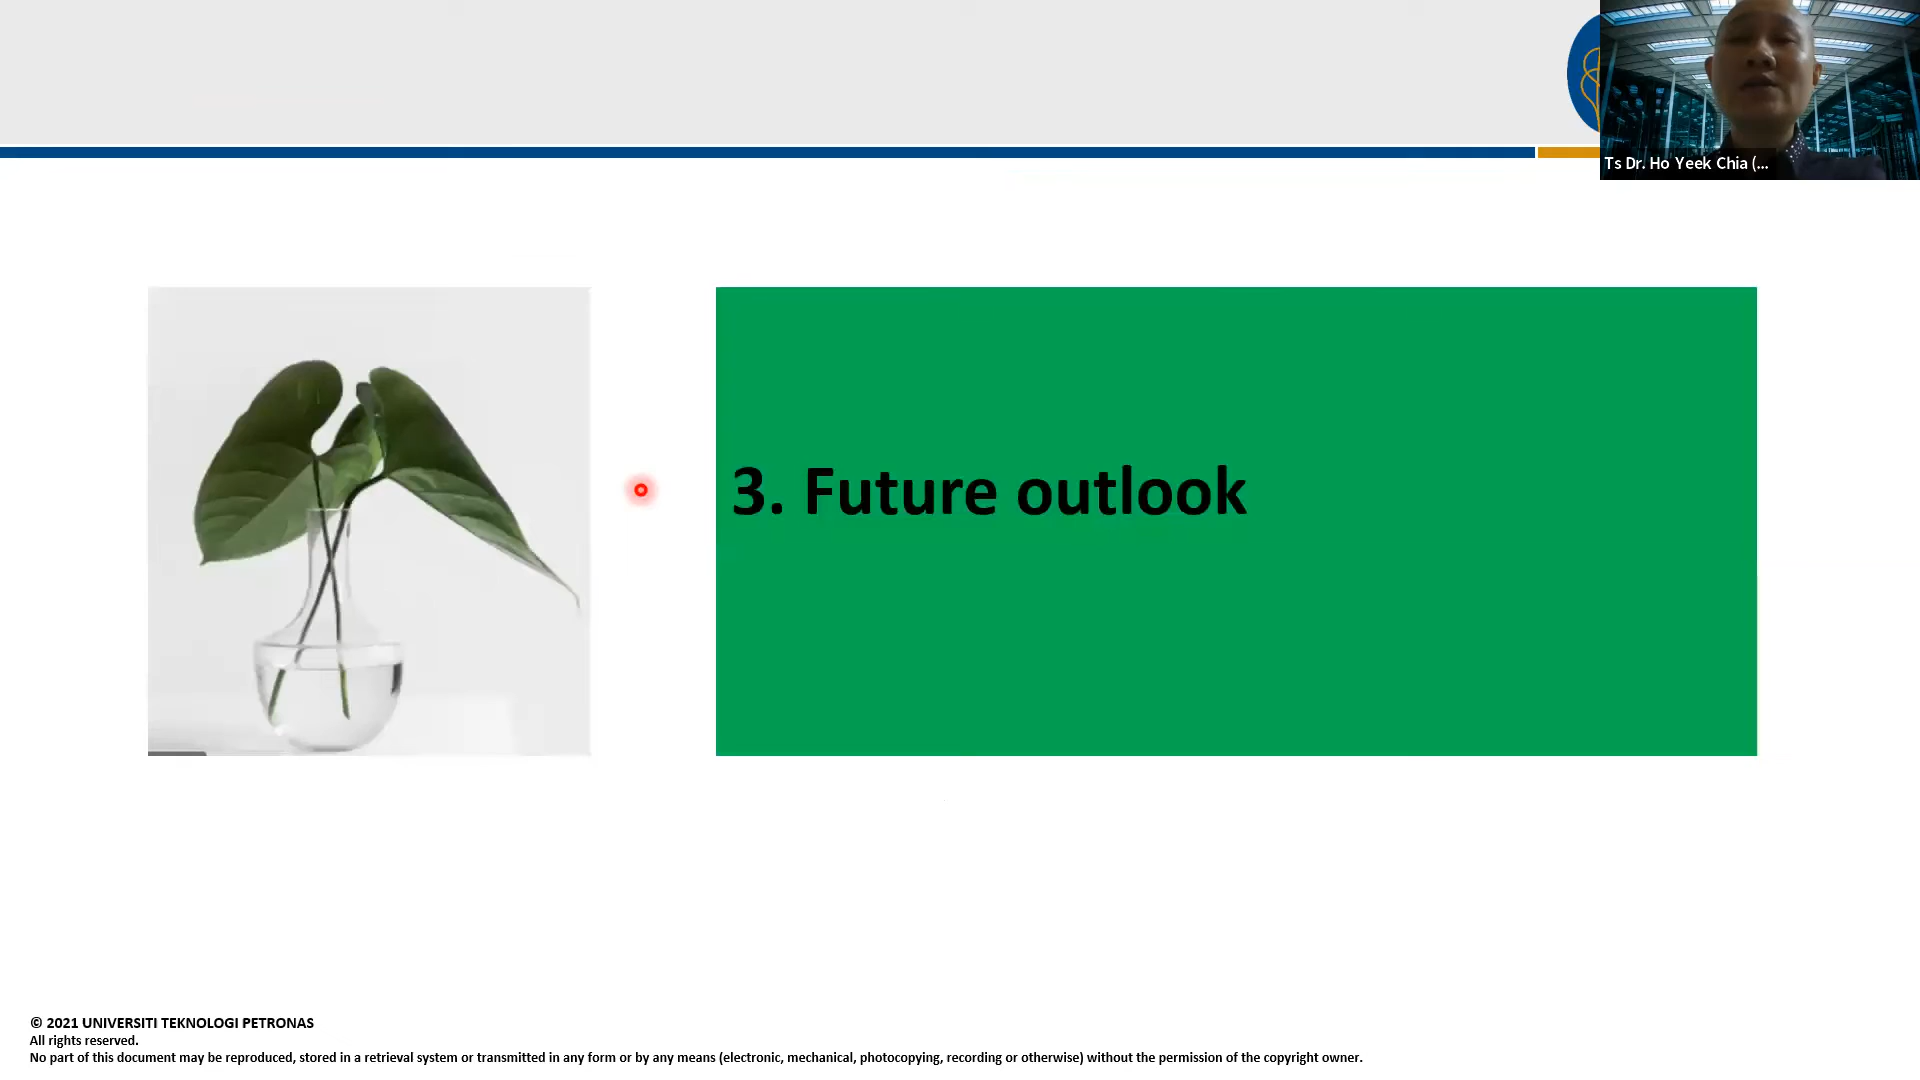 Ts Dr. Ho Yeek Chia (...
3. Future outlook
© 2021 UNIVERSITI TEKNOLOGI PETRONAS
All rights reserved.
No part of this document may be reproduced, stored in a retrieval system or transmitted in any form or by any means (electronic, mechanical, photocopying, recording or otherwise) without the permission of the copyright owner.